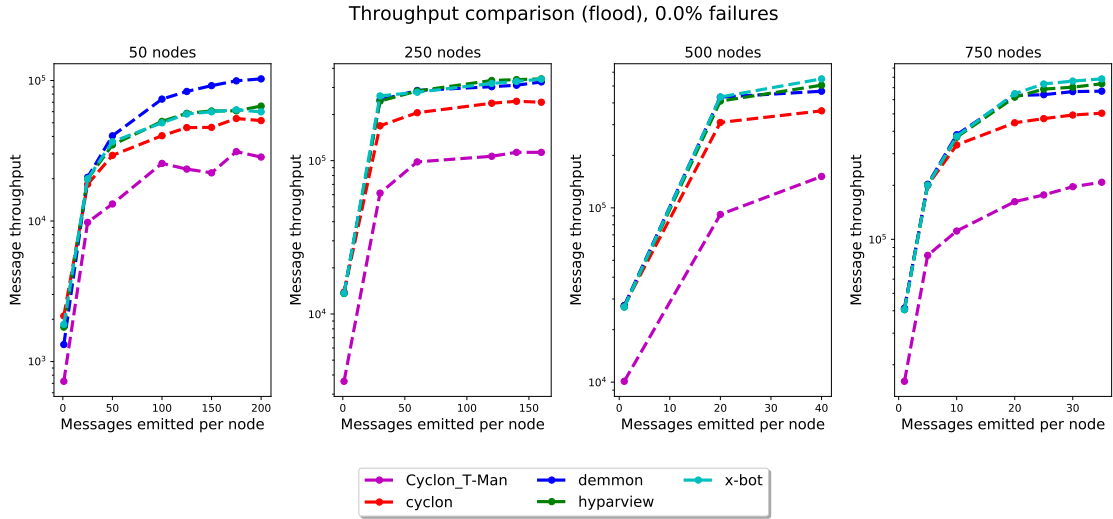 Throughput comparison (flood), 0.0% failures
50 nodes
250 nodes
500 nodes
750 nodes
Message throughput
10⁵
10⁴
10³
0 50 100 150 200
Messages emitted per node
Message throughput
10⁵
10⁴
0 50 100 150
Messages emitted per node
Message throughput
10⁵
10⁴
0 10 20 30 40
Messages emitted per node
Message throughput
10⁵
0 10 20 30
Messages emitted per node
Cyclon_T-Man
cyclon
demmon
hyparview
x-bot